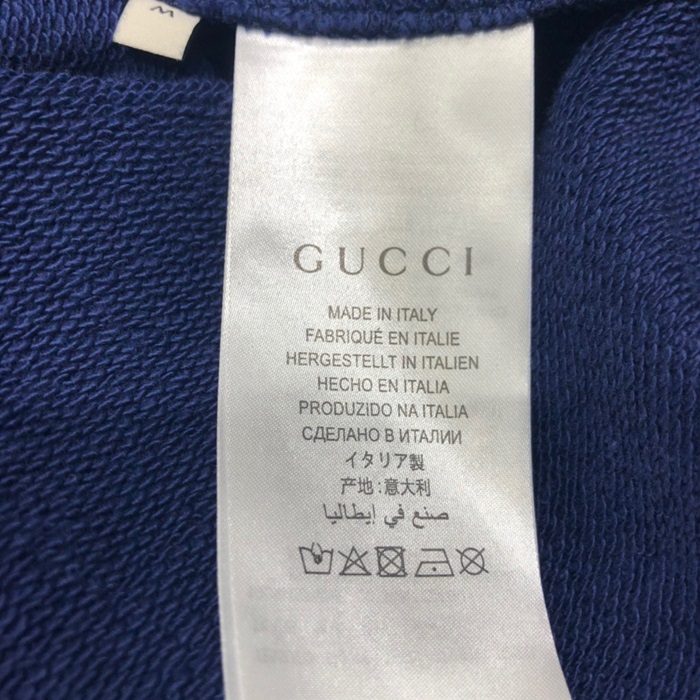 M
GUCCI
MADE IN ITALY
FABRIQUÉ EN ITALIE
HERGESTELLT IN ITALIEN
HECHO EN ITALIA
PRODUZIDO NA ITALIA
СДЕЛАНО В ИТАЛИИ
イタリア製
产地:意大利
صنع في إيطاليا